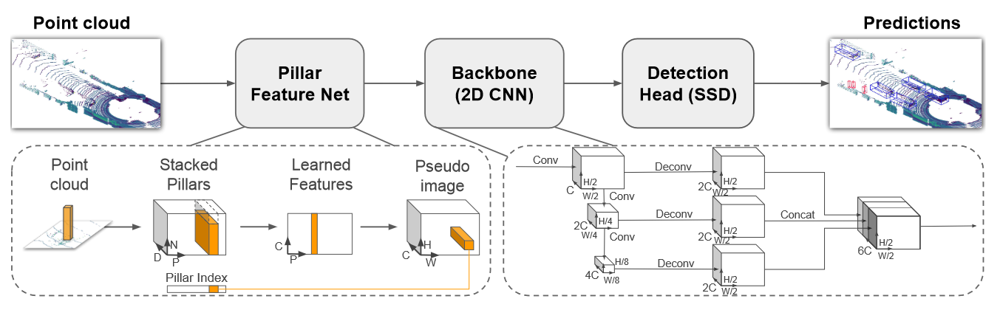 Point cloud
Pillar
Feature Net
Backbone
(2D CNN)
Detection
Head (SSD)
Predictions
Point
cloud
Stacked
Pillars
Learned
Features
Pseudo
image
N
D
P
C
P
H
C
W
Pillar Index
Conv
H/2
C
W/2
Conv
Deconv
2C
H/2
W/2
H/4
2C
W/4
Conv
Deconv
2C
H/2
W/2
H/8
4C
W/8
Deconv
2C
H/2
W/2
Concat
H/2
6C
W/2